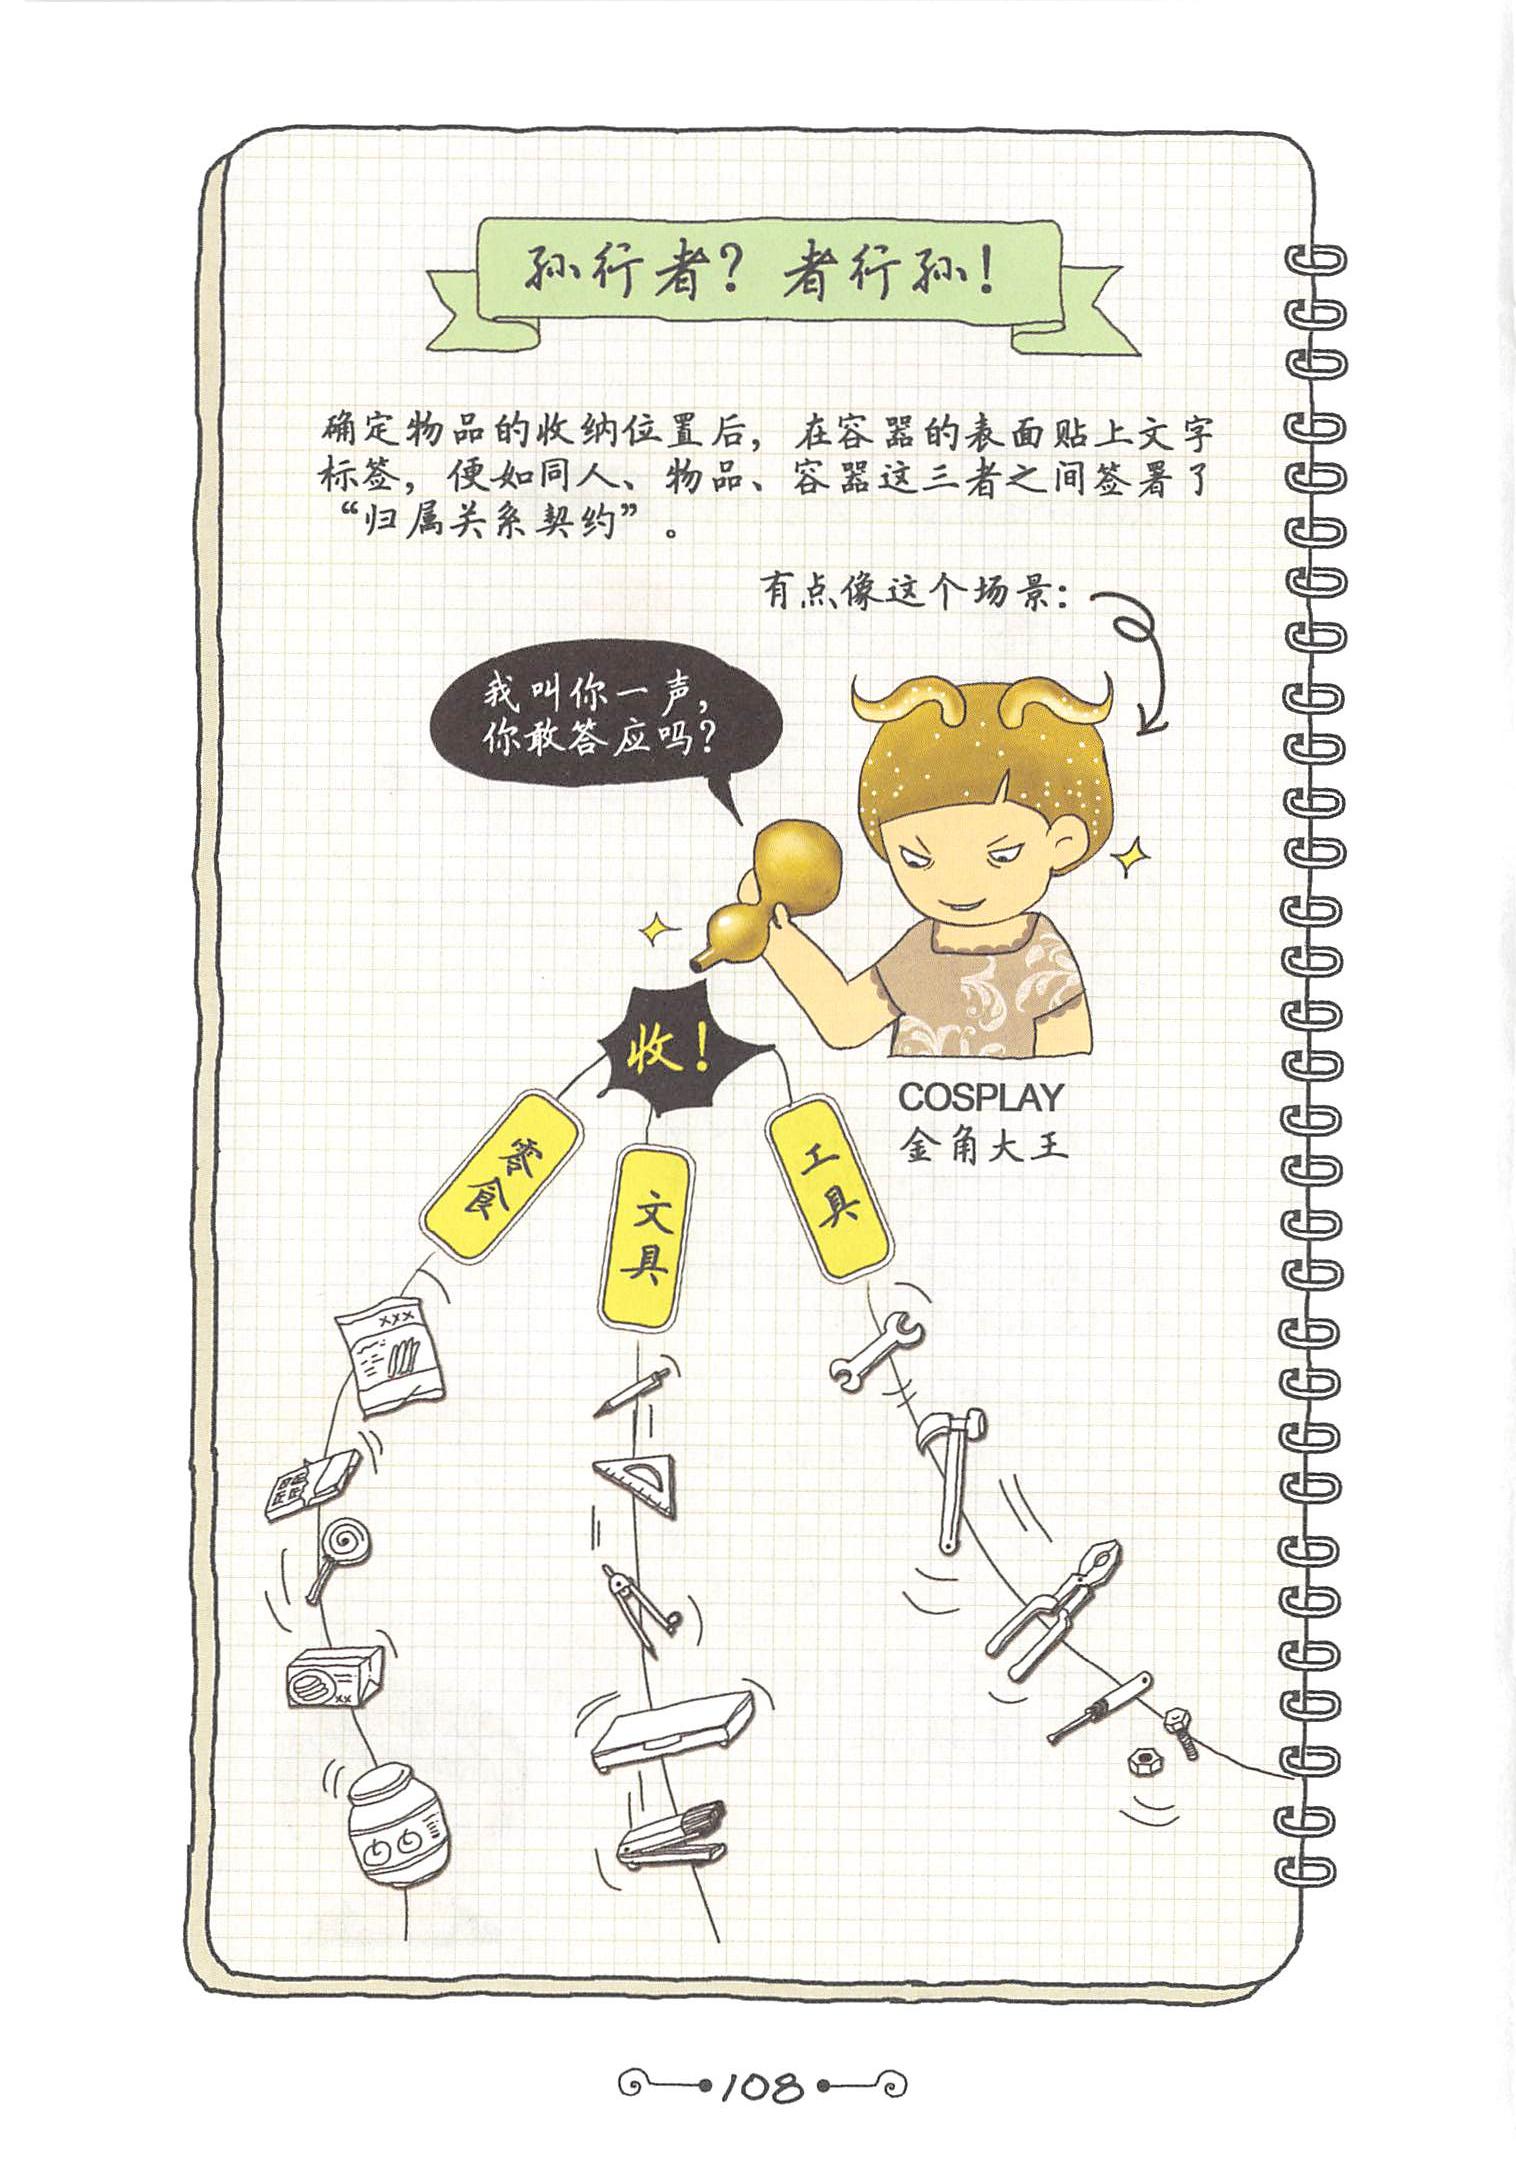 孙行者？者行孙！
确定物品的收纳位置后，在容器的表面贴上文字
标签，便如同人、物品、容器这三者之间签署了
“归属关系契约”。
有点像这个场景：
我叫你一声，
你敢答应吗？
收！
COSPLAY
金角大王
零食
文具
工具
XXX
XX
108